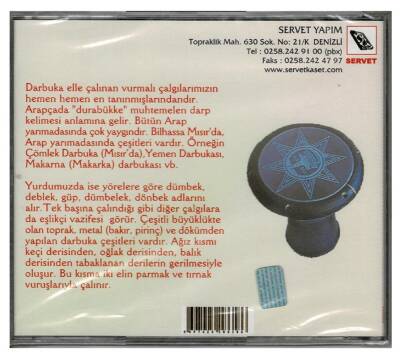 SERVET YAPIM
Topraklik Mah. 630 Sok. No: 21/K DENİZLİ
Tel : 0.258.242 91 00 (pbx)
Faks : 0.258.242 47 97
www.servetkaset.com
SERVET
Darbuka elle çalınan vurmalı çalgılarımızın
hemen hemen en tanınmışlarındandır.
Arapçada "durabükke" muhtemelen darp
kelimesi anlamına gelir. Bütün Arap
yarımadasında çok yaygındır. Bilhassa Mısır'da,
Arap yarımadasında çeşitleri vardır. Örneğin
Çömlek Darbuka (Mısır'da),Yemen Darbukası,
Makarna (Makarka) darbukası vb.
Yurdumuzda ise yörelere göre dümbek,
deblek, güp, dümbelek, dönbek adlarını
alır.Tek başına çalındığı gibi diğer çalgılara
da eşlikçi vazifesi görür. Çeşitli büyüklükte
olan toprak, metal (bakır, pirinç) ve dökümden
yapılan darbuka çeşitleri vardır. Ağız kısmı
keçi derisinden, oğlak derisinden, balık
derisinden tabaklanan derilerin gerilmesiyle
oluşur. Bu kısma iki elin parmak ve tırnak
vuruşlarıyla çalınır.